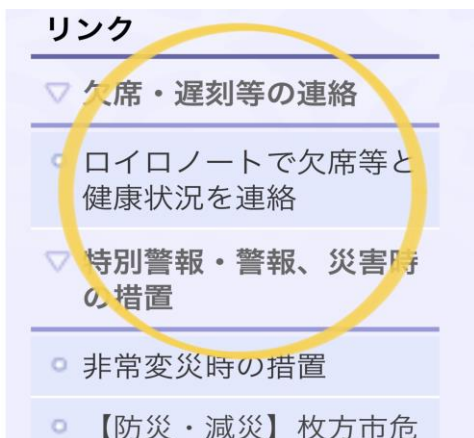 リンク
欠席・遅刻等の連絡
ロイロノートで欠席等と
健康状況を連絡
特別警報・警報、災害時
の措置
非常変災時の措置
【防災・減災】枚方市危